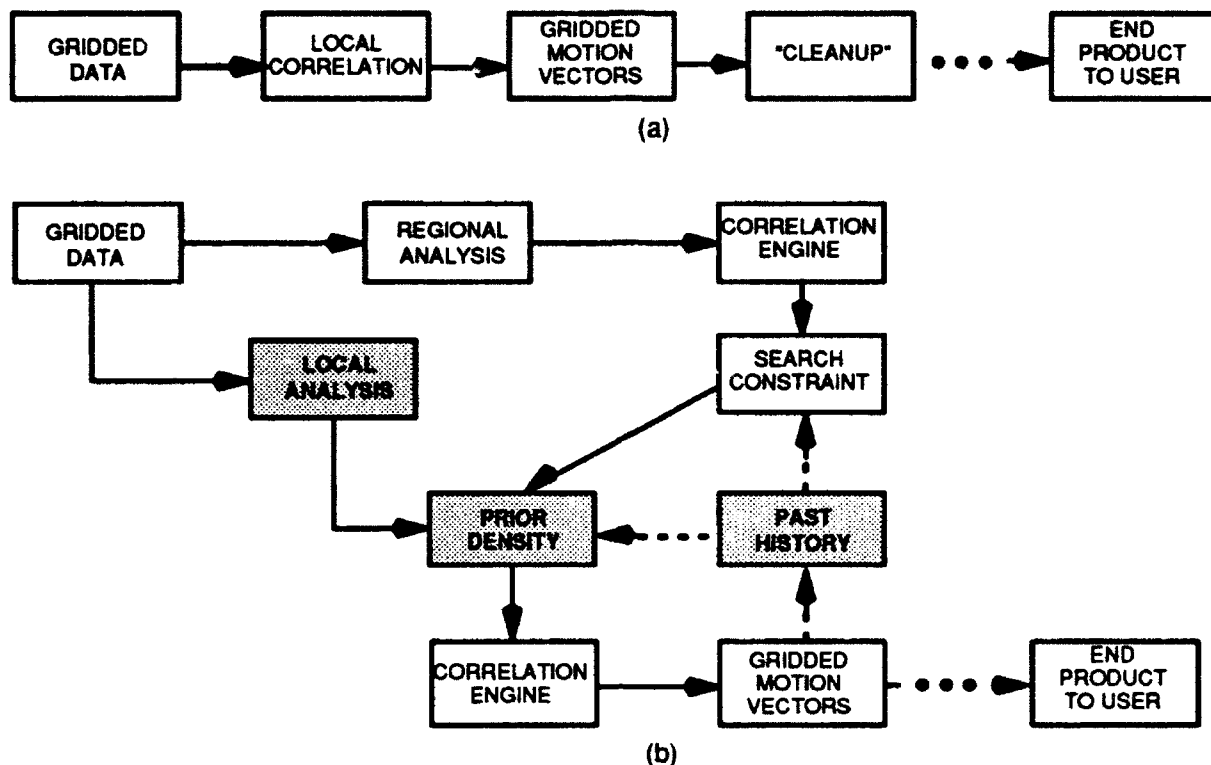 GRIDDED
DATA
LOCAL
CORRELATION
GRIDDED
MOTION
VECTORS
"CLEANUP"
END
PRODUCT
TO USER
(a)
GRIDDED
DATA
REGIONAL
ANALYSIS
CORRELATION
ENGINE
LOCAL
ANALYSIS
SEARCH
CONSTRAINT
PRIOR
DENSITY
PAST
HISTORY
CORRELATION
ENGINE
GRIDDED
MOTION
VECTORS
END
PRODUCT
TO USER
(b)